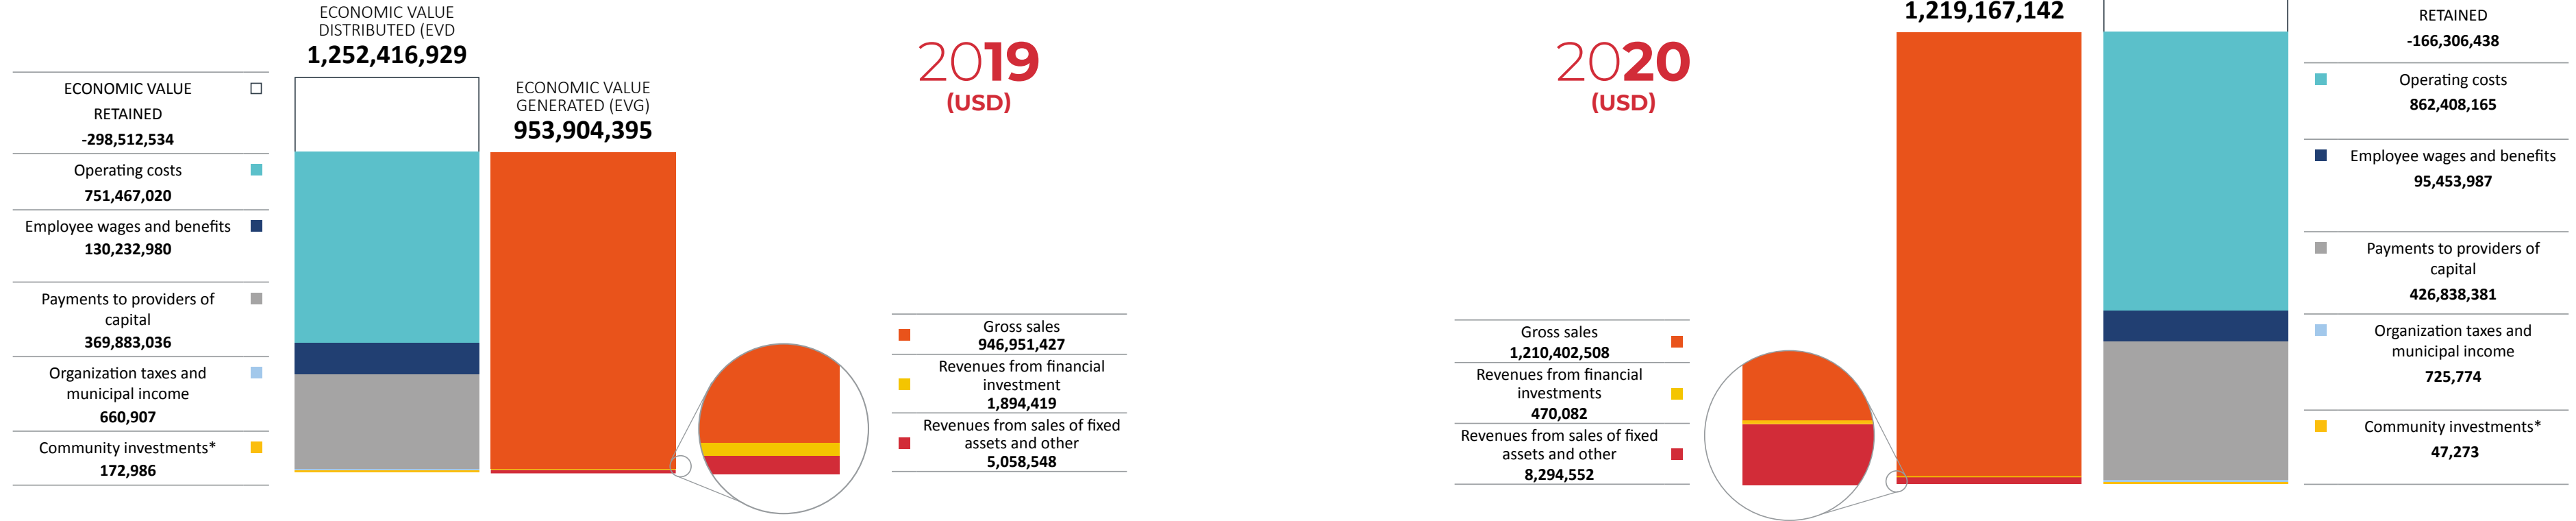 ECONOMIC VALUE
DISTRIBUTED (EVD
1,252,416,929
ECONOMIC VALUE
RETAINED
-298,512,534
Operating costs
751,467,020
Employee wages and benefits
130,232,980
Payments to providers of
capital
369,883,036
Organization taxes and
municipal income
660,907
Community investments*
172,986
ECONOMIC VALUE
GENERATED (EVG)
953,904,395
2019
(USD)
Gross sales
946,951,427
Revenues from financial
investment
1,894,419
Revenues from sales of fixed
assets and other
5,058,548
2020
(USD)
Gross sales
1,210,402,508
Revenues from financial
investments
470,082
Revenues from sales of fixed
assets and other
8,294,552
1,219,167,142
RETAINED
-166,306,438
Operating costs
862,408,165
Employee wages and benefits
95,453,987
Payments to providers of
capital
426,838,381
Organization taxes and
municipal income
725,774
Community investments*
47,273